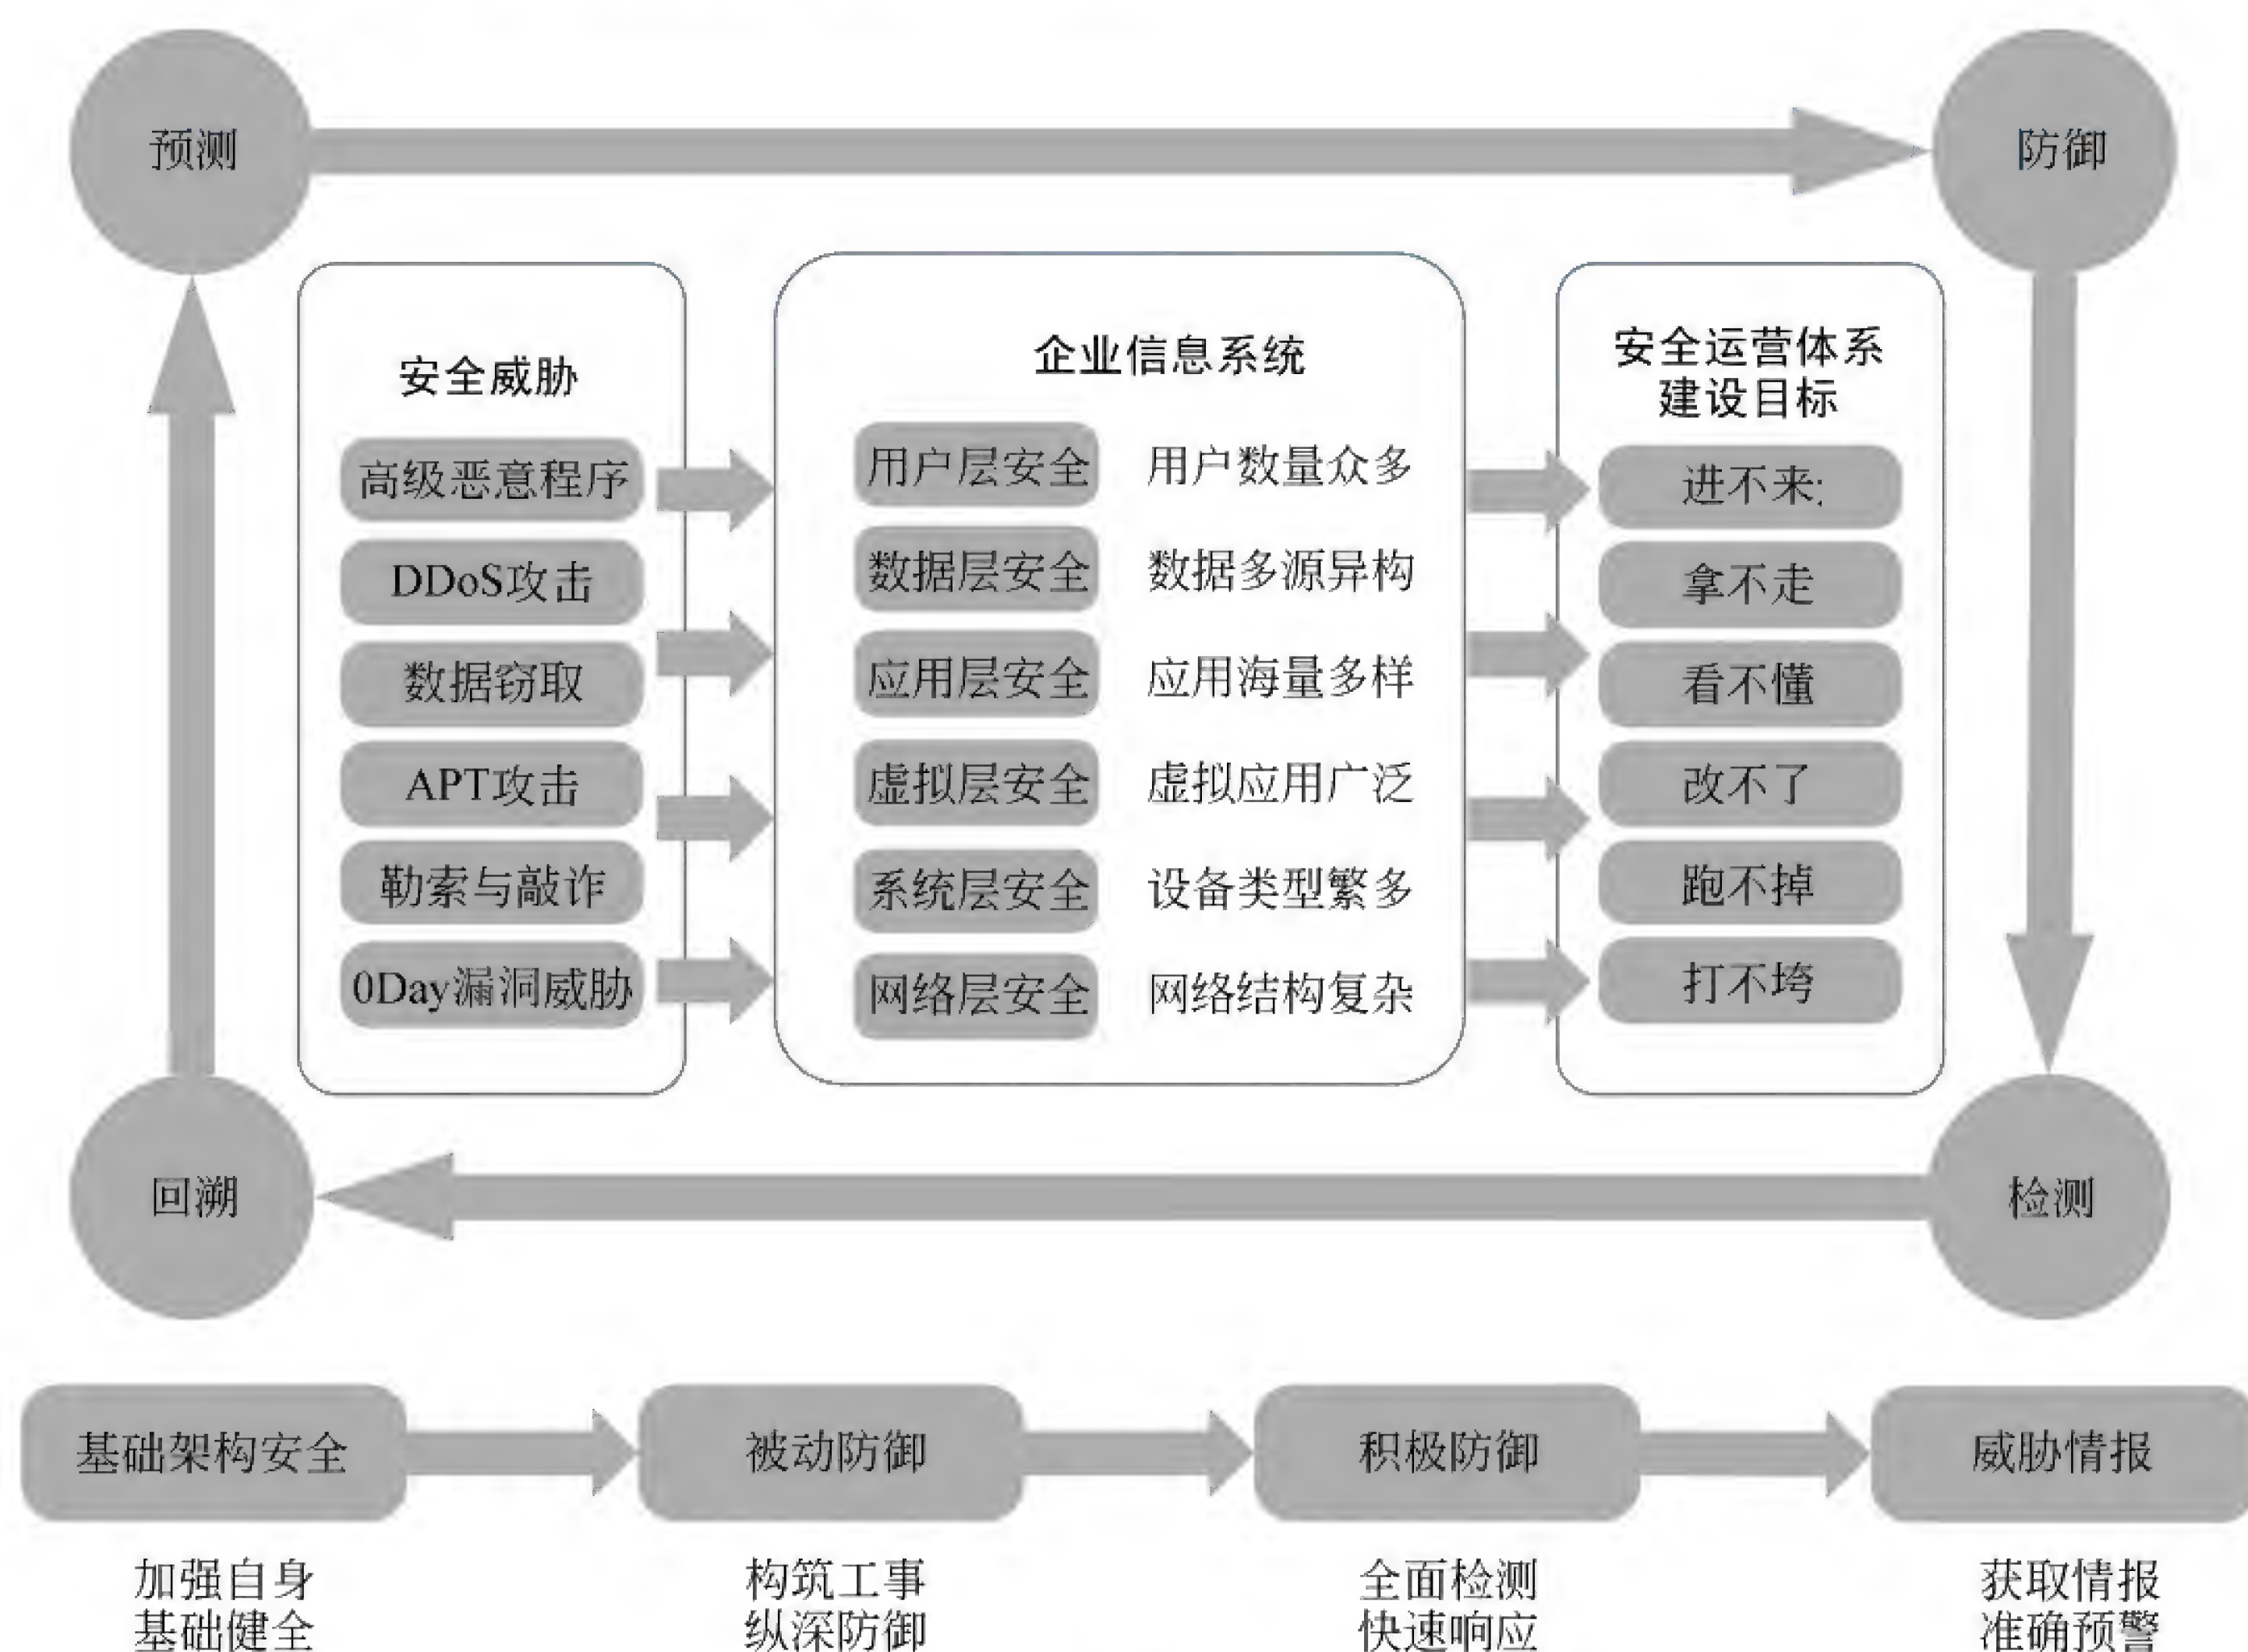 预测
防御
安全威胁
高级恶意程序
DDoS攻击
数据窃取
APT攻击
勒索与敲诈
0Day漏洞威胁
企业信息系统
用户层安全 用户数量众多
数据层安全 数据多源异构
应用层安全 应用海量多样
虚拟层安全 虚拟应用广泛
系统层安全 设备类型繁多
网络层安全 网络结构复杂
安全运营体系
建设目标
进不来;
拿不走
看不懂
改不了
跑不掉
打不垮
回溯
检测
基础架构安全
加强自身
基础健全
被动防御
构筑工事
纵深防御
积极防御
全面检测
快速响应
威胁情报
获取情报
准确预警